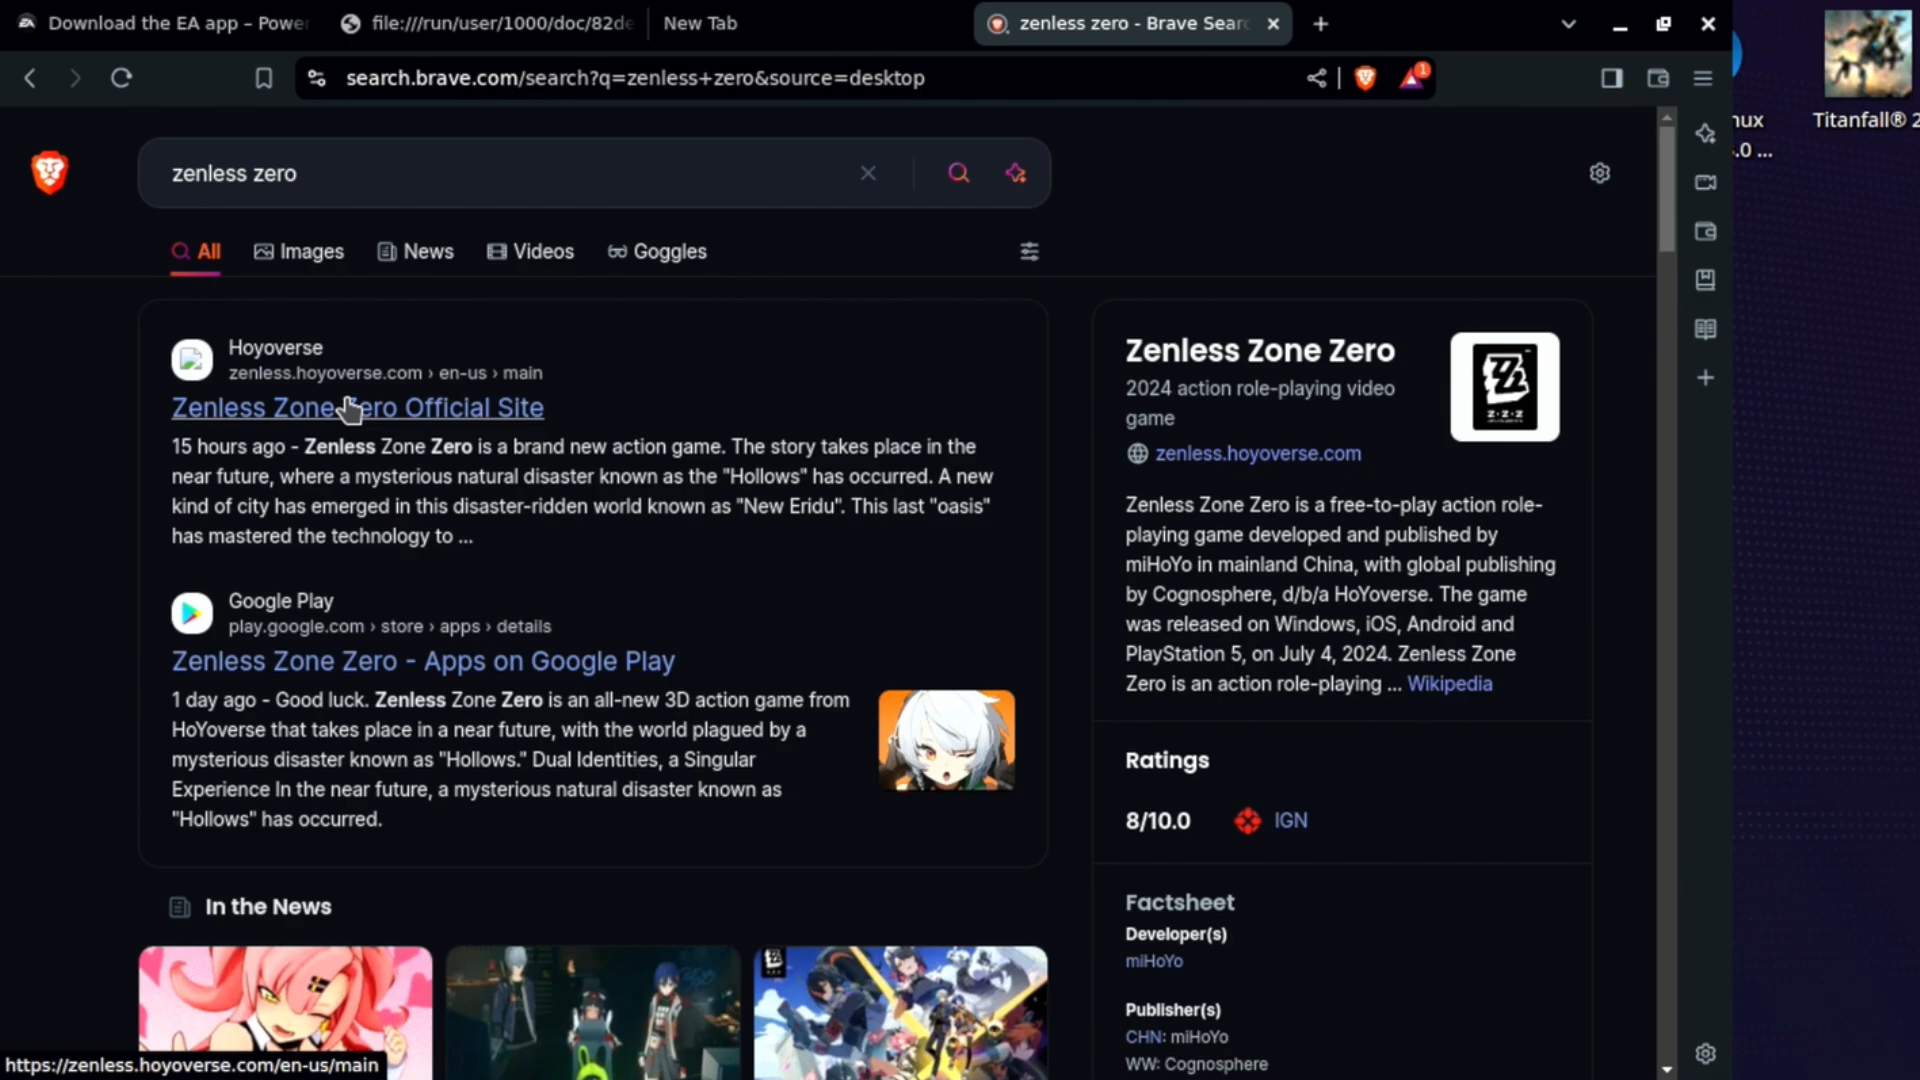 Download the EA app – Power
file:///run/user/1000/doc/82de
New Tab
zenless zero - Brave Sear
search.brave.com/search?q=zenless+zero&source=desktop
1
Titanfall® 2
nux
.0 ...
zenless zero
All
Images
News
Videos
Goggles
Hoyoverse
zenless.hoyoverse.com › en-us › main
Zenless Zone Zero Official Site
15 hours ago - Zenless Zone Zero is a brand new action game. The story takes place in the
near future, where a mysterious natural disaster known as the "Hollows" has occurred. A new
kind of city has emerged in this disaster-ridden world known as "New Eridu". This last "oasis"
has mastered the technology to ...
Google Play
play.google.com › store › apps › details
Zenless Zone Zero - Apps on Google Play
1 day ago - Good luck. Zenless Zone Zero is an all-new 3D action game from
HoYoverse that takes place in a near future, with the world plagued by a
mysterious disaster known as "Hollows." Dual Identities, a Singular
Experience In the near future, a mysterious natural disaster known as
"Hollows" has occurred.
In the News
Zenless Zone Zero
2024 action role-playing video
game
zenless.hoyoverse.com
Z·Z·Z
Zenless Zone Zero is a free-to-play action role-
playing game developed and published by
miHoYo in mainland China, with global publishing
by Cognosphere, d/b/a HoYoverse. The game
was released on Windows, iOS, Android and
PlayStation 5, on July 4, 2024. Zenless Zone
Zero is an action role-playing ... Wikipedia
Ratings
8/10.0
IGN
Factsheet
Developer(s)
miHoYo
Publisher(s)
CHN: miHoYo
WW: Cognosphere
https://zenless.hoyoverse.com/en-us/main